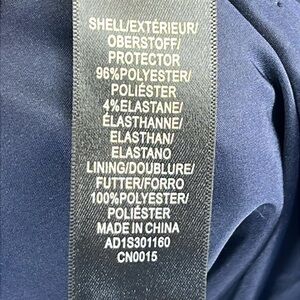 SHELL/EXTÉRIEUR/
OBERSTOFF/
PROTECTOR
96%POLYESTER/
POLIÉSTER
4%ELASTANE/
ÉLASTHANNE/
ELASTHAN/
ELASTANO
LINING/DOUBLURE/
FUTTER/FORRO
100%POLYESTER/
POLIÉSTER
MADE IN CHINA
AD1S301160
CN0015